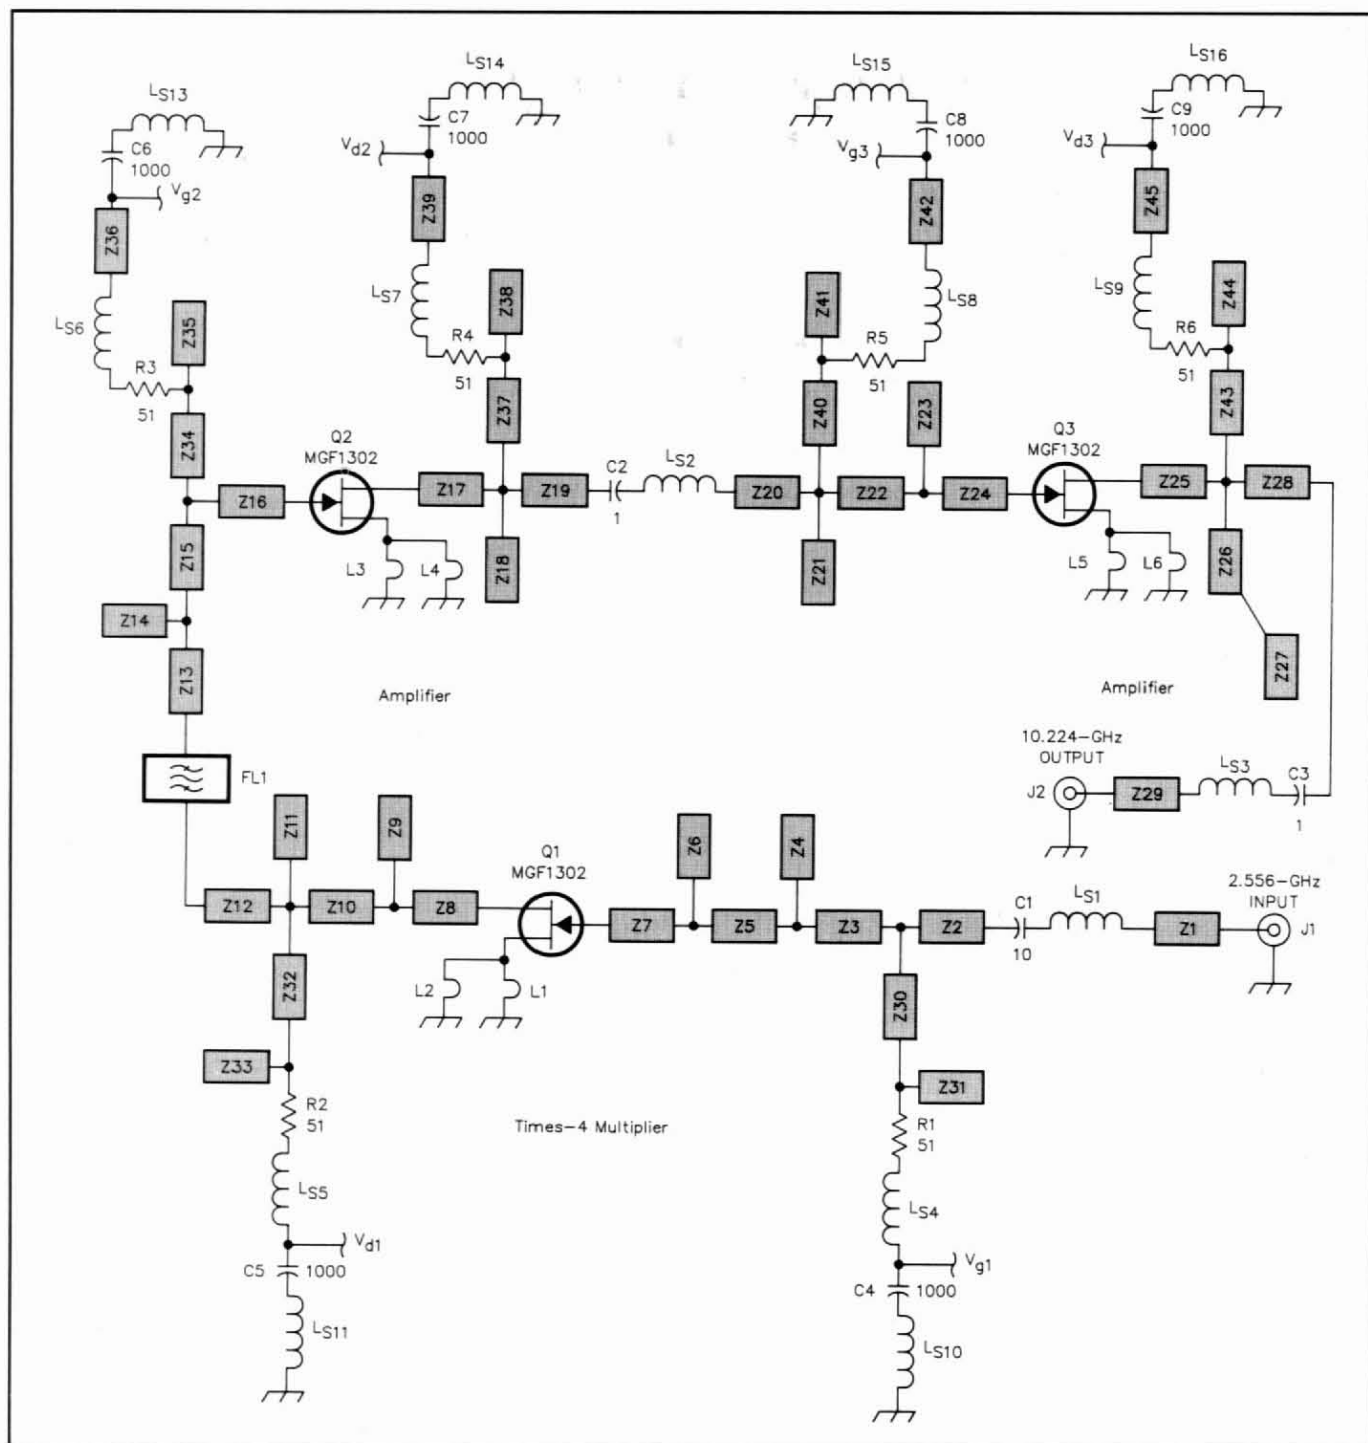 LS14
LS15
LS16
LS13
C7
1000
C8
1000
C9
1000
C6
1000
Vd2
Vg3
Vd3
Vg2
Z39
Z42
Z45
Z36
LS7
Z38
Z41
LS8
LS9
Z44
LS6
Z35
R4
51
R5
51
R6
51
R3
51
Z34
Z37
Z40
Z23
Z43
Q2
MGF1302
Q3
MGF1302
Z16
Z17
Z19
C2
1
LS2
Z20
Z22
Z24
Z25
Z28
Z15
L3
L4
Z18
Z21
L5
L6
Z26
Z14
Z13
Z27
Amplifier
Amplifier
10.224-GHz
OUTPUT
FL1
J2
Z29
LS3
C3
1
Z11
Z9
Q1
MGF1302
Z6
Z4
2.556-GHz
INPUT
Z12
Z10
Z8
Z7
Z5
Z3
Z2
C1
10
LS1
Z1
J1
Z32
L2
L1
Z30
Z33
Z31
R2
51
Times-4 Multiplier
R1
51
LS5
LS4
Vd1
Vg1
C5
1000
C4
1000
LS11
LS10